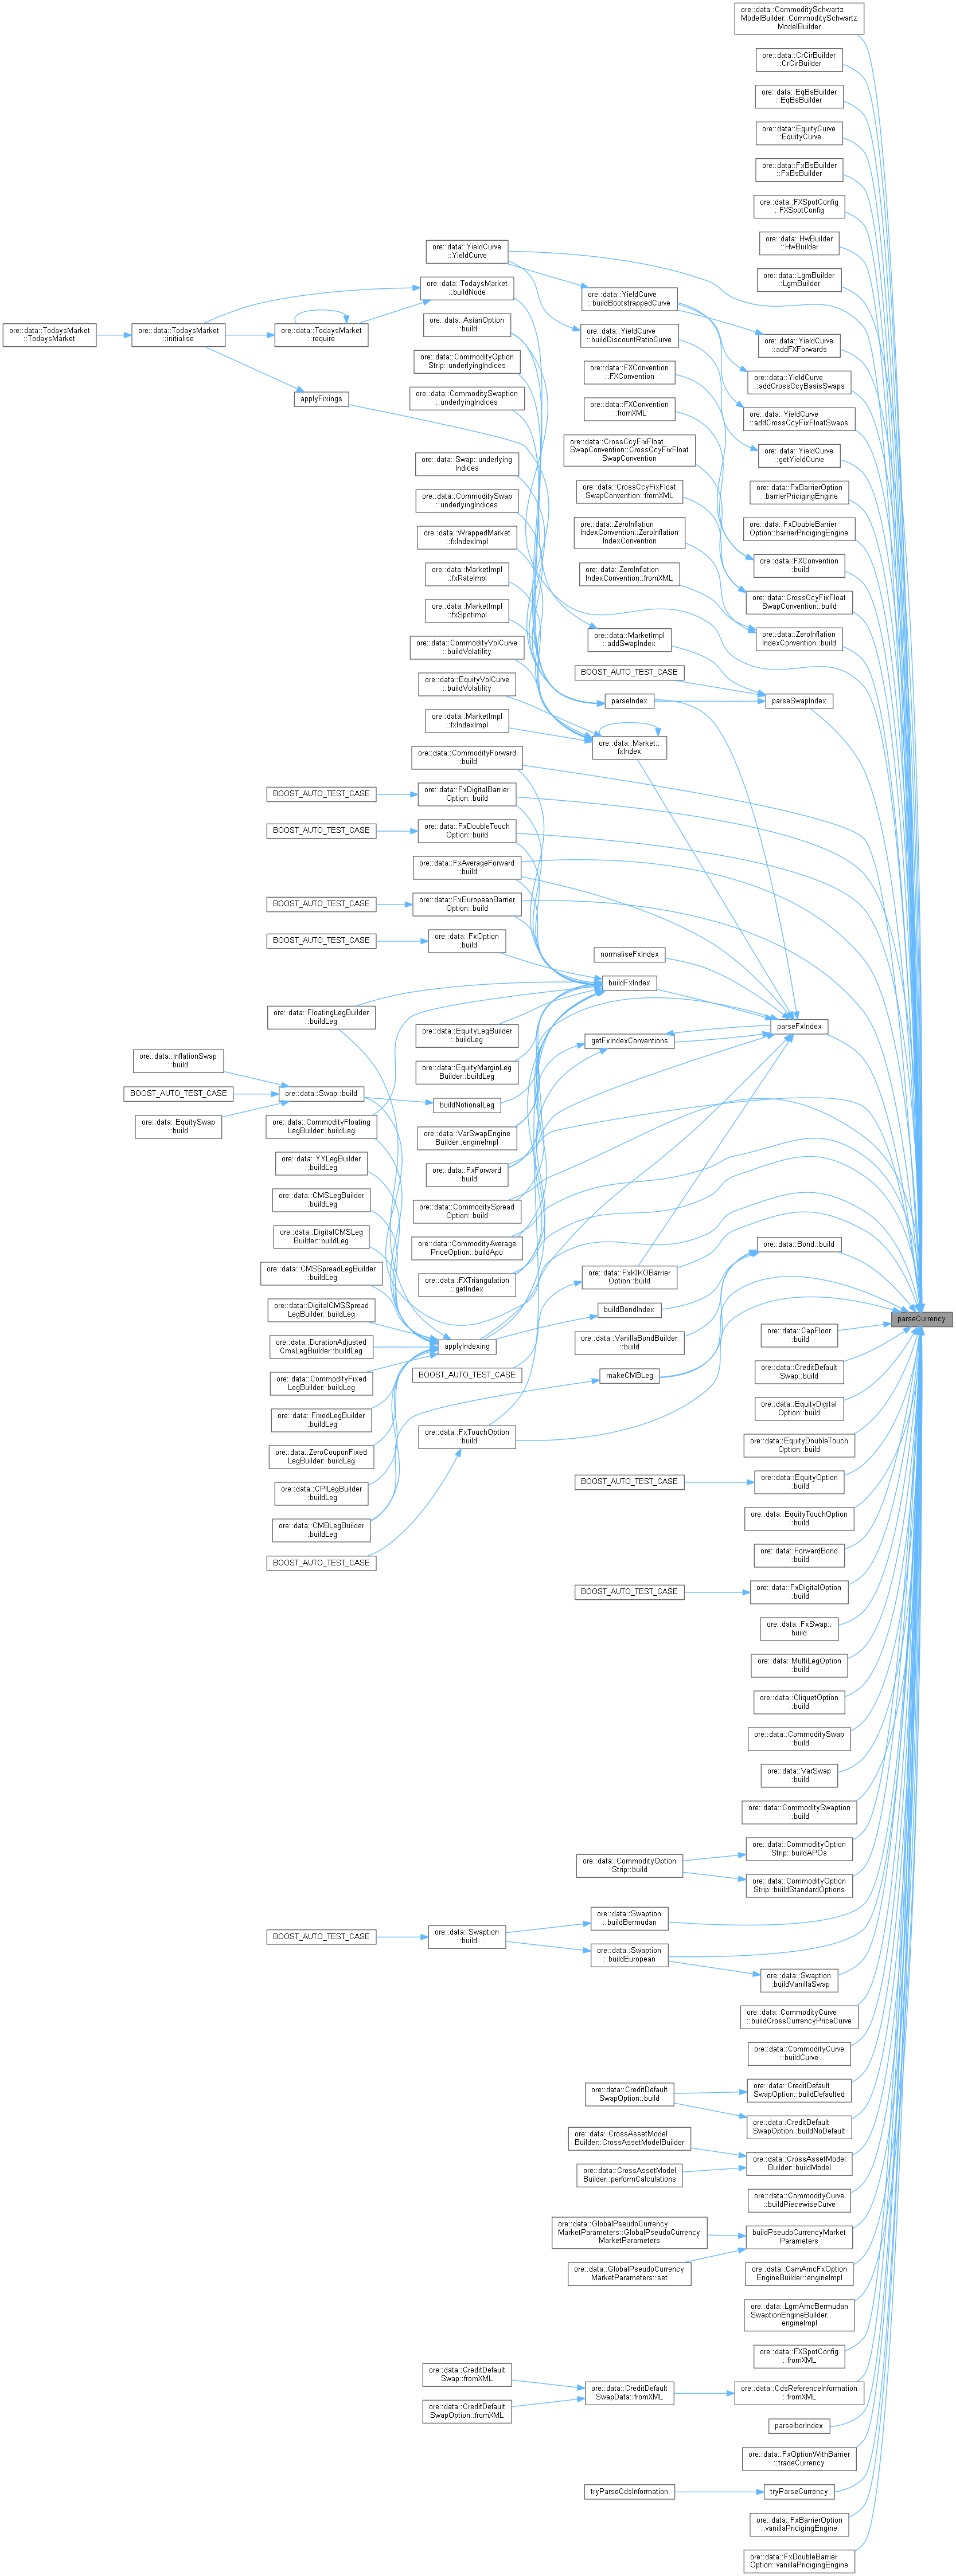 ore::data::CommoditySchwartz
ModelBuilder::CommoditySchwartz
ModelBuilder
ore::data::CrCirBuilder
::CrCirBuilder
ore::data::EqBsBuilder
::EqBsBuilder
ore::data::EquityCurve
::EquityCurve
ore::data::FxBsBuilder
::FxBsBuilder
ore::data::FXSpotConfig
::FXSpotConfig
ore::data::HwBuilder
::HwBuilder
ore::data::LgmBuilder
::LgmBuilder
ore::data::YieldCurve
::YieldCurve
ore::data::TodaysMarket
::buildNode
ore::data::YieldCurve
::buildBootstrappedCurve
ore::data::TodaysMarket
::TodaysMarket
ore::data::TodaysMarket
::initialise
ore::data::TodaysMarket
::require
ore::data::AsianOption
::build
ore::data::YieldCurve
::buildDiscountRatioCurve
ore::data::YieldCurve
::addFXForwards
ore::data::CommodityOption
Strip::underlyingIndices
ore::data::FXConvention
::FXConvention
ore::data::YieldCurve
::addCrossCcyBasisSwaps
applyFixings
ore::data::CommoditySwaption
::underlyingIndices
ore::data::FXConvention
::fromXML
ore::data::YieldCurve
::addCrossCcyFixFloatSwaps
ore::data::CrossCcyFixFloat
SwapConvention::CrossCcyFixFloat
SwapConvention
ore::data::YieldCurve
::getYieldCurve
ore::data::Swap::underlying
Indices
ore::data::CrossCcyFixFloat
SwapConvention::fromXML
ore::data::FxBarrierOption
::barrierPricigingEngine
ore::data::CommoditySwap
::underlyingIndices
ore::data::ZeroInflation
IndexConvention::ZeroInflation
IndexConvention
ore::data::FxDoubleBarrier
Option::barrierPricigingEngine
ore::data::WrappedMarket
::fxIndexImpl
ore::data::ZeroInflation
IndexConvention::fromXML
ore::data::FXConvention
::build
ore::data::MarketImpl
::fxRateImpl
ore::data::CrossCcyFixFloat
SwapConvention::build
ore::data::MarketImpl
::fxSpotImpl
ore::data::MarketImpl
::addSwapIndex
ore::data::ZeroInflation
IndexConvention::build
ore::data::CommodityVolCurve
::buildVolatility
BOOST_AUTO_TEST_CASE
ore::data::EquityVolCurve
::buildVolatility
parseIndex
parseSwapIndex
ore::data::MarketImpl
::fxIndexImpl
ore::data::Market::
fxIndex
ore::data::CommodityForward
::build
BOOST_AUTO_TEST_CASE
ore::data::FxDigitalBarrier
Option::build
BOOST_AUTO_TEST_CASE
ore::data::FxDoubleTouch
Option::build
ore::data::FxAverageForward
::build
BOOST_AUTO_TEST_CASE
ore::data::FxEuropeanBarrier
Option::build
BOOST_AUTO_TEST_CASE
ore::data::FxOption
::build
normaliseFxIndex
buildFxIndex
ore::data::FloatingLegBuilder
::buildLeg
parseFxIndex
ore::data::EquityLegBuilder
::buildLeg
getFxIndexConventions
ore::data::InflationSwap
::build
ore::data::EquityMarginLeg
Builder::buildLeg
BOOST_AUTO_TEST_CASE
ore::data::Swap::build
buildNotionalLeg
ore::data::EquitySwap
::build
ore::data::CommodityFloating
LegBuilder::buildLeg
ore::data::VarSwapEngine
Builder::engineImpl
ore::data::YYLegBuilder
::buildLeg
ore::data::FxForward
::build
ore::data::CMSLegBuilder
::buildLeg
ore::data::CommoditySpread
Option::build
ore::data::DigitalCMSLeg
Builder::buildLeg
ore::data::CommodityAverage
PriceOption::buildApo
ore::data::Bond::build
ore::data::CMSSpreadLegBuilder
::buildLeg
ore::data::FXTriangulation
::getIndex
ore::data::FxKIKOBarrier
Option::build
ore::data::DigitalCMSSpread
LegBuilder::buildLeg
buildBondIndex
parseCurrency
ore::data::DurationAdjusted
CmsLegBuilder::buildLeg
applyIndexing
ore::data::VanillaBondBuilder
::build
ore::data::CapFloor
::build
ore::data::CommodityFixed
LegBuilder::buildLeg
BOOST_AUTO_TEST_CASE
makeCMBLeg
ore::data::CreditDefault
Swap::build
ore::data::FixedLegBuilder
::buildLeg
ore::data::EquityDigital
Option::build
ore::data::ZeroCouponFixed
LegBuilder::buildLeg
ore::data::FxTouchOption
::build
ore::data::EquityDoubleTouch
Option::build
ore::data::CPILegBuilder
::buildLeg
BOOST_AUTO_TEST_CASE
ore::data::EquityOption
::build
ore::data::CMBLegBuilder
::buildLeg
ore::data::EquityTouchOption
::build
BOOST_AUTO_TEST_CASE
ore::data::ForwardBond
::build
BOOST_AUTO_TEST_CASE
ore::data::FxDigitalOption
::build
ore::data::FxSwap::
build
ore::data::MultiLegOption
::build
ore::data::CliquetOption
::build
ore::data::CommoditySwap
::build
ore::data::VarSwap
::build
ore::data::CommoditySwaption
::build
ore::data::CommodityOption
Strip::build
ore::data::CommodityOption
Strip::buildAPOs
ore::data::CommodityOption
Strip::buildStandardOptions
BOOST_AUTO_TEST_CASE
ore::data::Swaption
::build
ore::data::Swaption
::buildBermudan
ore::data::Swaption
::buildEuropean
ore::data::Swaption
::buildVanillaSwap
ore::data::CommodityCurve
::buildCrossCurrencyPriceCurve
ore::data::CommodityCurve
::buildCurve
ore::data::CreditDefault
SwapOption::build
ore::data::CreditDefault
SwapOption::buildDefaulted
ore::data::CreditDefault
SwapOption::buildNoDefault
ore::data::CrossAssetModel
Builder::CrossAssetModelBuilder
ore::data::CrossAssetModel
Builder::performCalculations
ore::data::CrossAssetModel
Builder::buildModel
ore::data::CommodityCurve
::buildPiecewiseCurve
ore::data::GlobalPseudoCurrency
MarketParameters::GlobalPseudoCurrency
MarketParameters
buildPseudoCurrencyMarket
Parameters
ore::data::GlobalPseudoCurrency
MarketParameters::set
ore::data::CamAmcFxOption
EngineBuilder::engineImpl
ore::data::LgmAmcBermudan
SwaptionEngineBuilder::
engineImpl
ore::data::FXSpotConfig
::fromXML
ore::data::CreditDefault
Swap::fromXML
ore::data::CreditDefault
SwapOption::fromXML
ore::data::CreditDefault
SwapData::fromXML
ore::data::CdsReferenceInformation
::fromXML
parseIborIndex
ore::data::FxOptionWithBarrier
::tradeCurrency
tryParseCdsInformation
tryParseCurrency
ore::data::FxBarrierOption
::vanillaPricigingEngine
ore::data::FxDoubleBarrier
Option::vanillaPricigingEngine